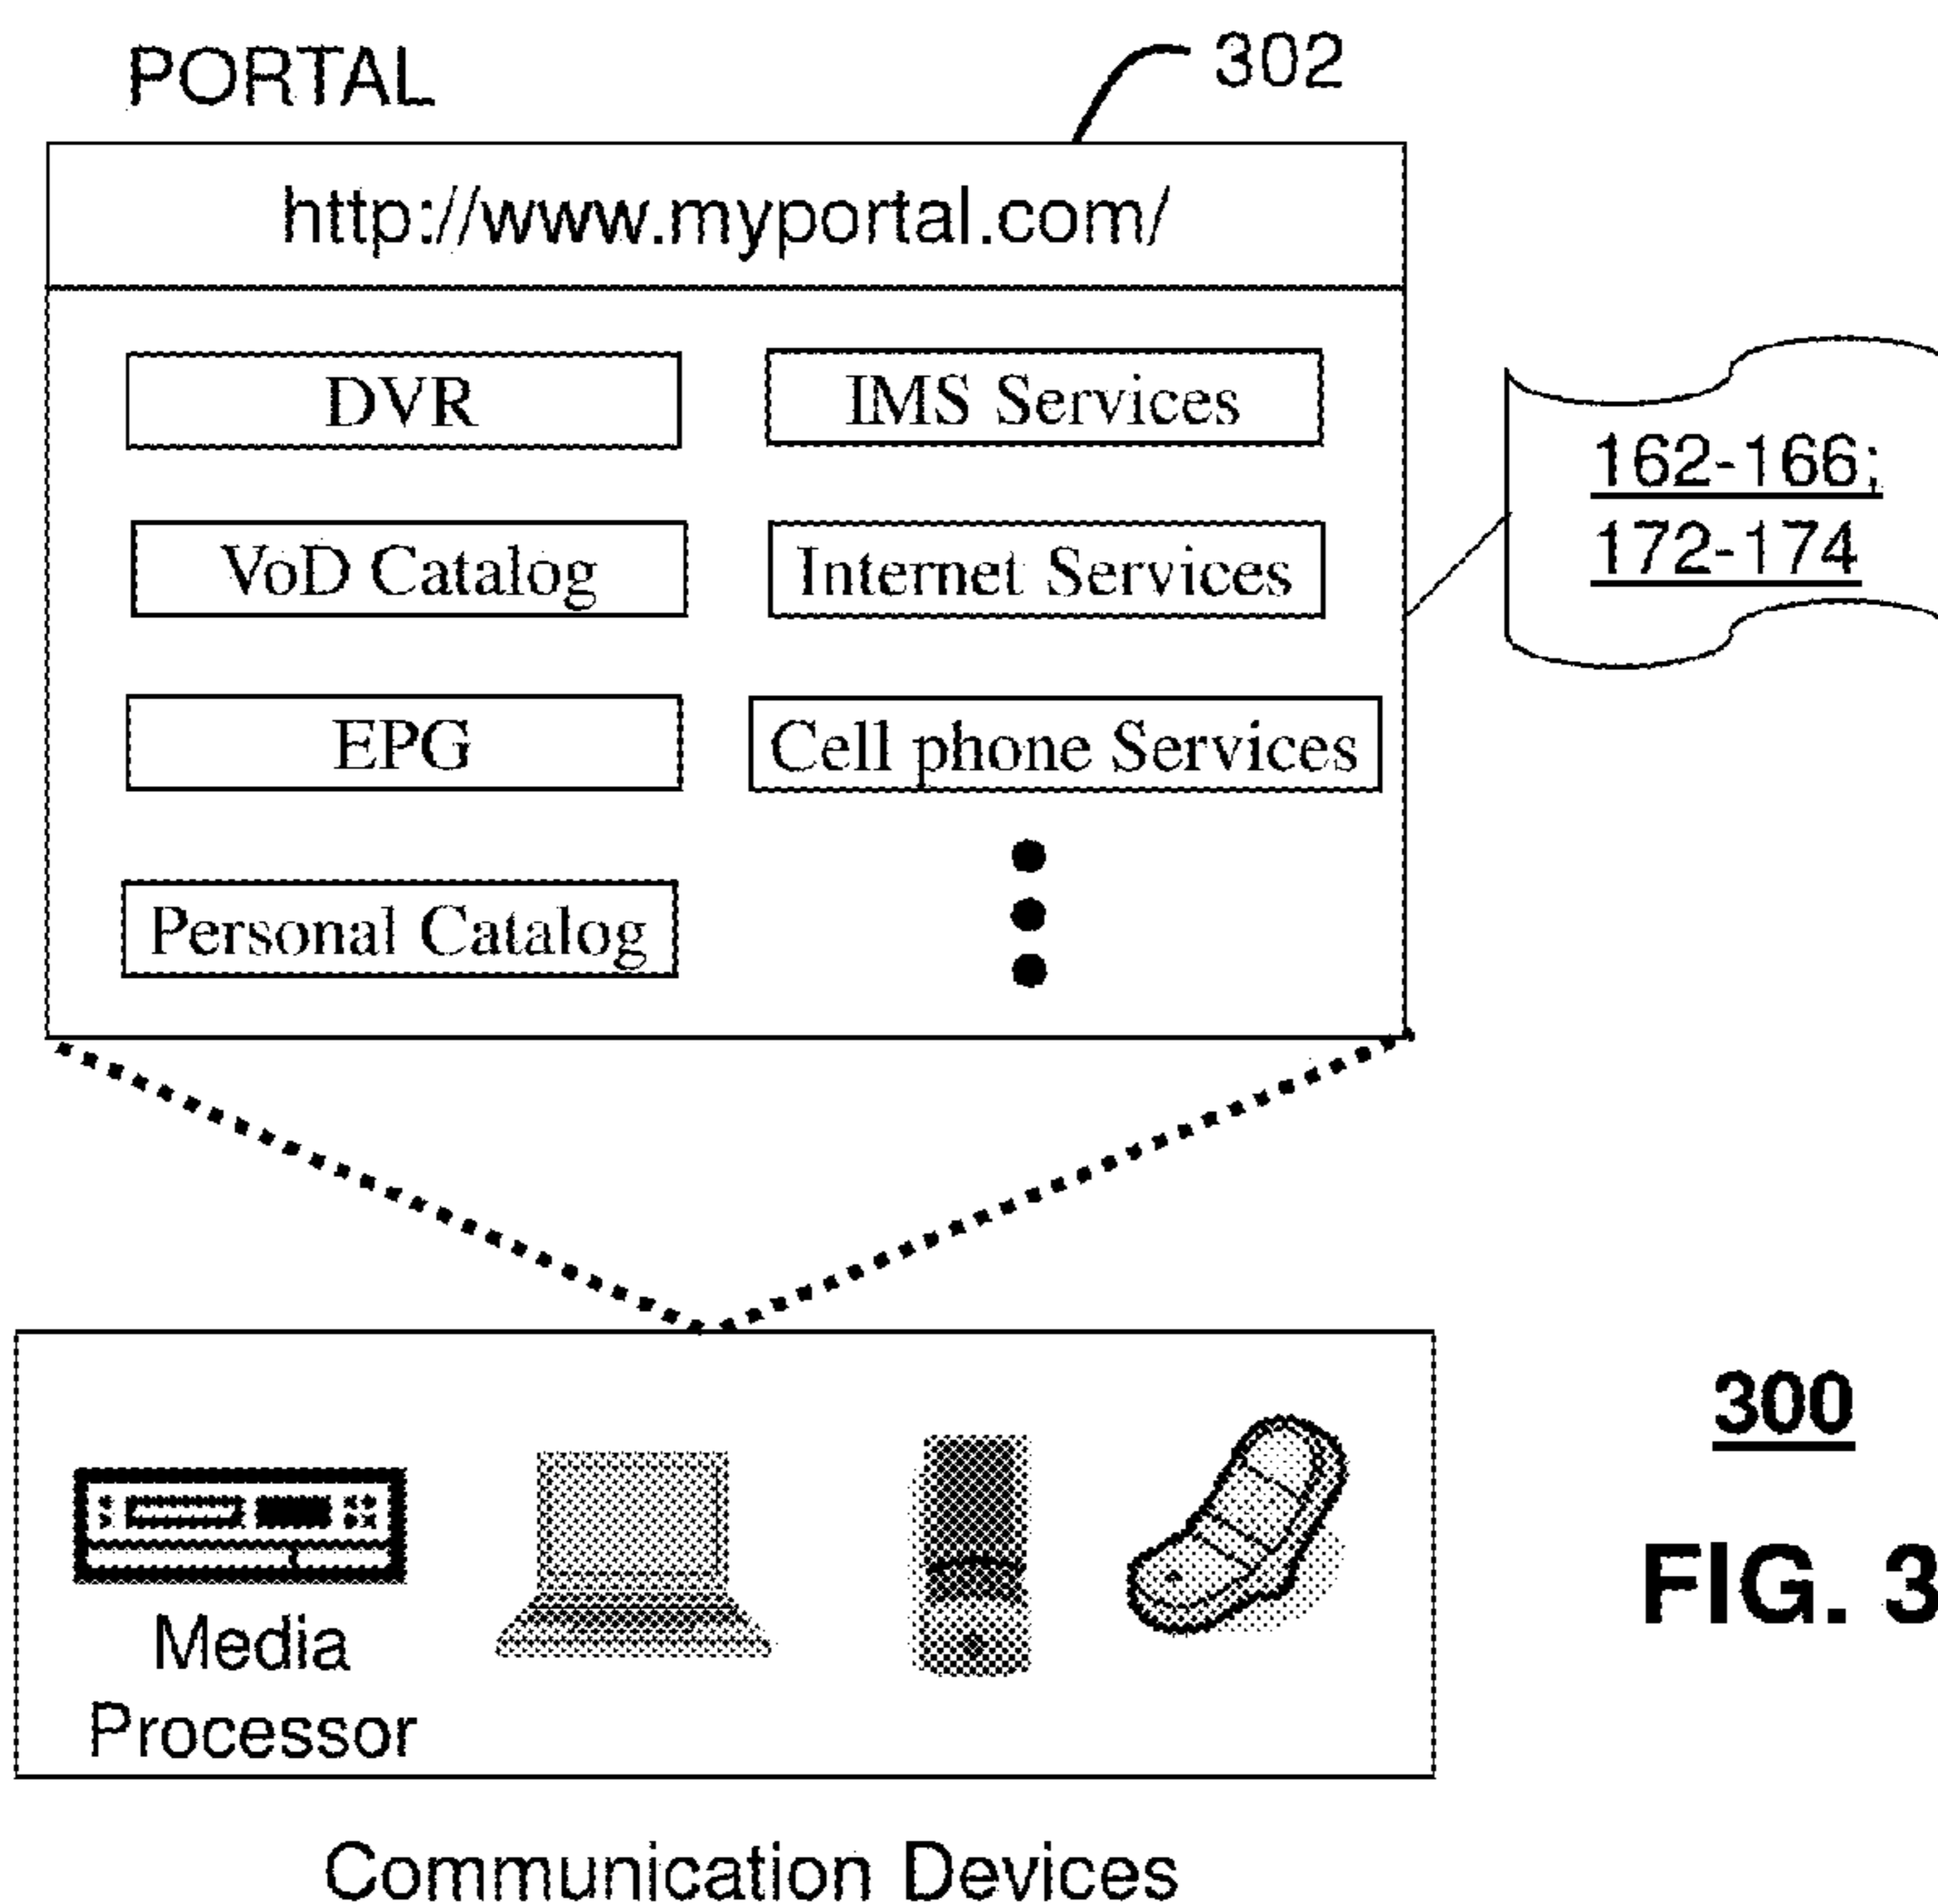 PORTAL
302
http://www.myportal.com/
DVR
IMS Services
VoD Catalog
Internet Services
EPG
Cell phone Services
Personal Catalog
162-166;
172-174
Media
Processor
Communication Devices
300
FIG. 3